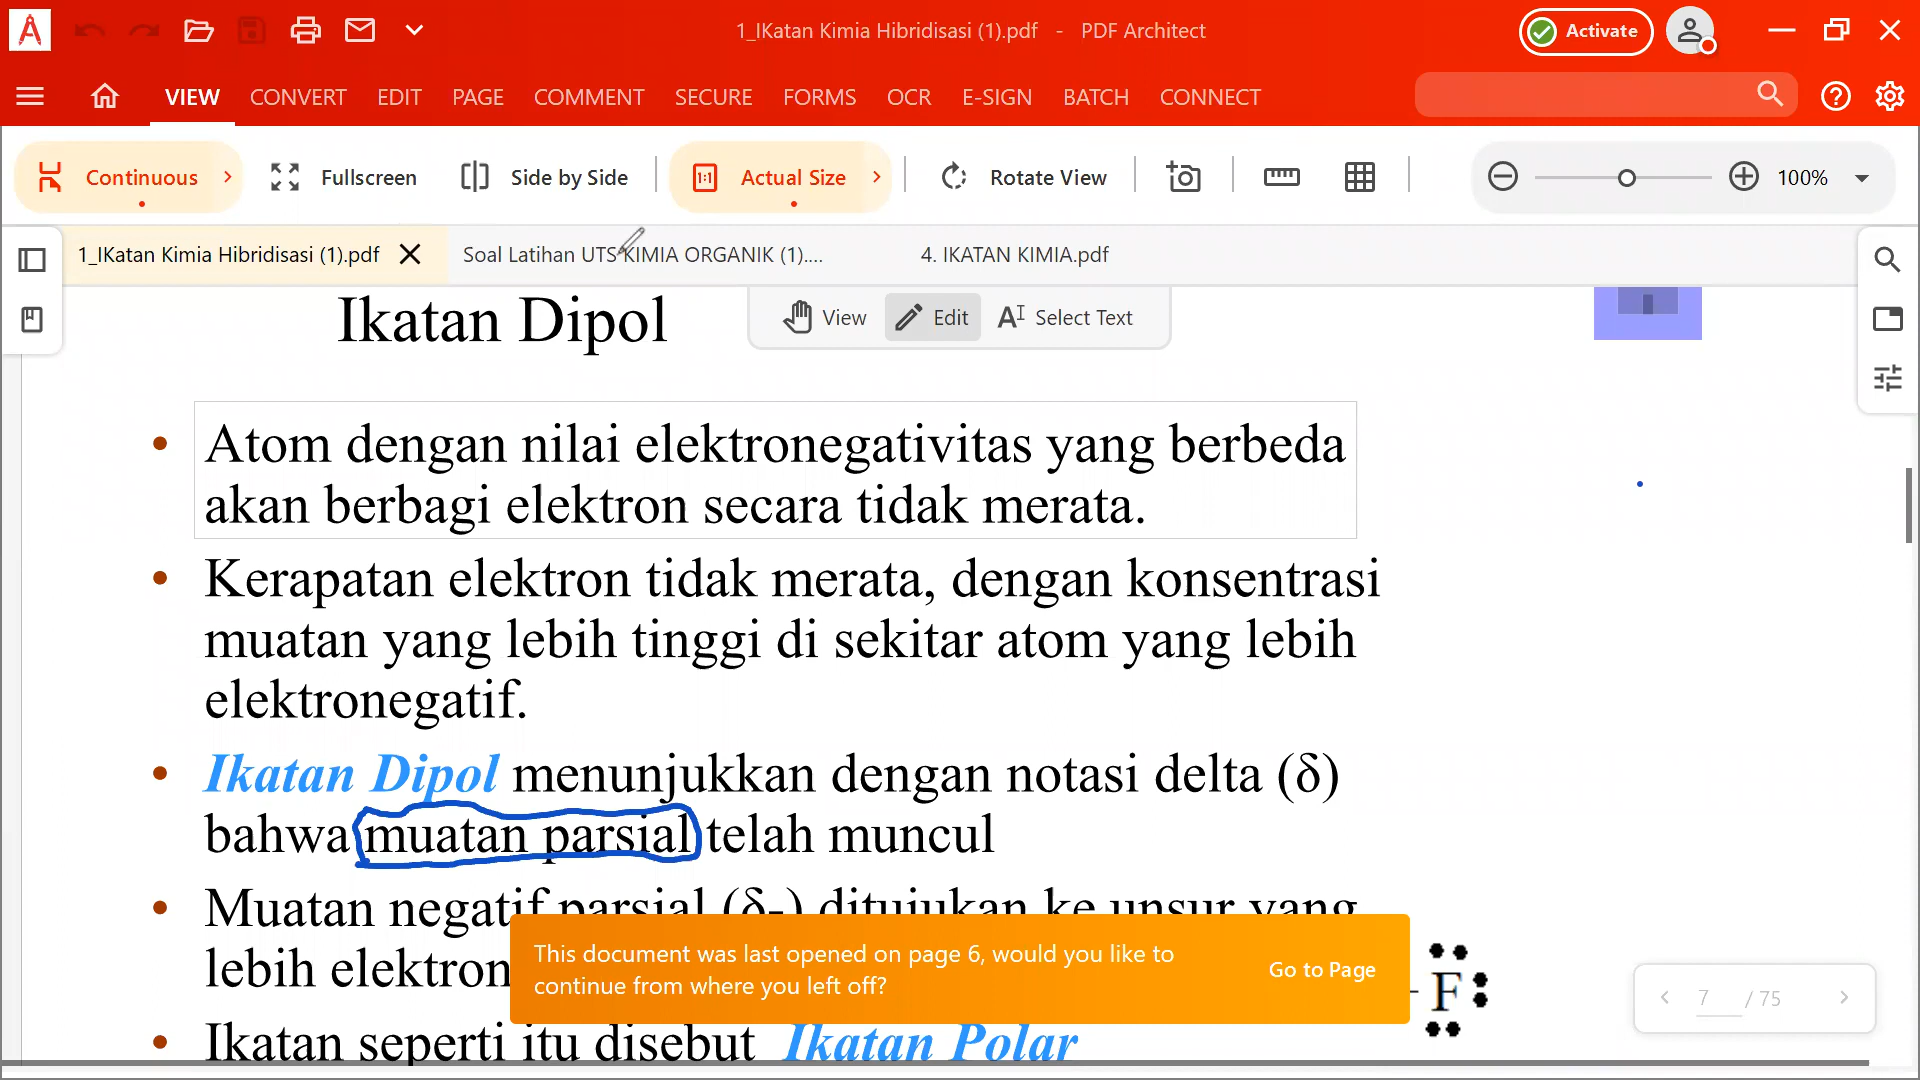 1_IKatan Kimia Hibridisasi (1).pdf - PDF Architect
Activate
VIEW CONVERT EDIT PAGE COMMENT SECURE FORMS OCR E-SIGN BATCH CONNECT
Continuous Fullscreen Side by Side 1:1 Actual Size Rotate View 100%
1_IKatan Kimia Hibridisasi (1).pdf Soal Latihan UTS KIMIA ORGANIK (1).... 4. IKATAN KIMIA.pdf
View Edit Select Text
Ikatan Dipol
• Atom dengan nilai elektronegativitas yang berbeda
akan berbagi elektron secara tidak merata.
• Kerapatan elektron tidak merata, dengan konsentrasi
muatan yang lebih tinggi di sekitar atom yang lebih
elektronegatif.
• Ikatan Dipol menunjukkan dengan notasi delta (δ)
bahwa muatan parsial telah muncul
• Muatan negatif parsial (δ-) ditujukan ke unsur yang
lebih elektron
This document was last opened on page 6, would you like to
continue from where you left off?
Go to Page
F
7 / 75
• Ikatan seperti itu disebut Ikatan Polar